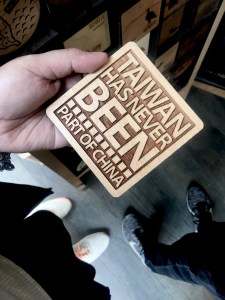 TAIWAN
HAS NEVER
BEEN
PART OF CHINA